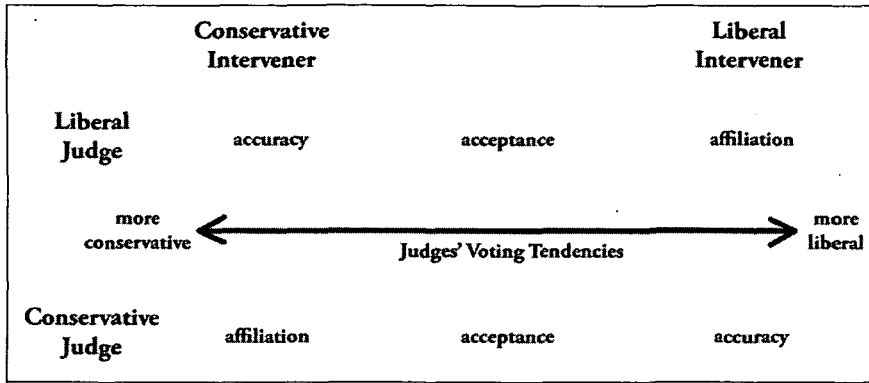 Conservative Intervener
Liberal Intervener
Liberal Judge
accuracy acceptance affiliation
more conservative
Judges' Voting Tendencies
more liberal
Conservative Judge
affiliation acceptance accuracy